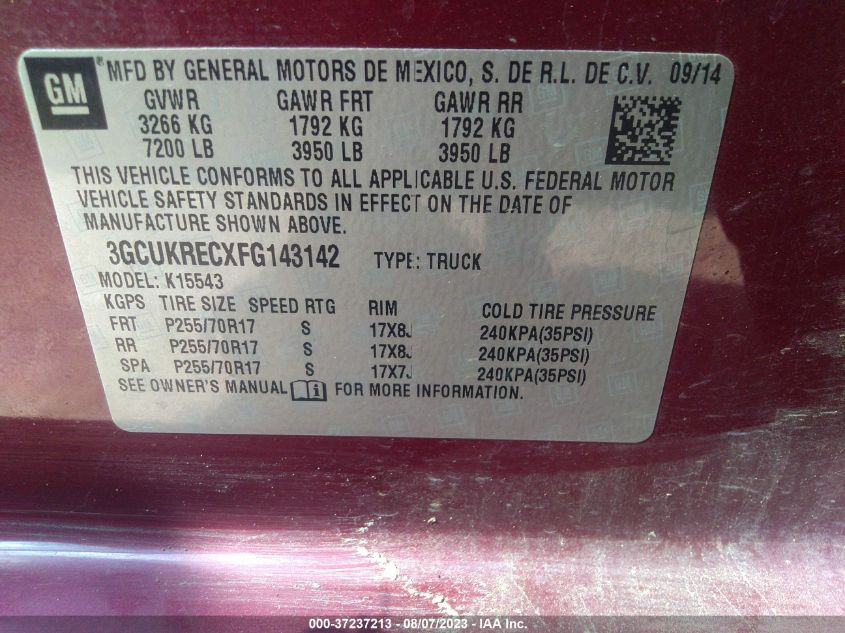 GM ® MFD BY GENERAL MOTORS DE MEXICO, S. DE R.L. DE C.V. 09/14
GVWR GAWR FRT GAWR RR
3266 KG 1792 KG 1792 KG
7200 LB 3950 LB 3950 LB
THIS VEHICLE CONFORMS TO ALL APPLICABLE U.S. FEDERAL MOTOR
VEHICLE SAFETY STANDARDS IN EFFECT ON THE DATE OF
MANUFACTURE SHOWN ABOVE.
3GCUKRECXFG143142 TYPE: TRUCK
MODEL: K15543
KGPS TIRE SIZE SPEED RTG RIM COLD TIRE PRESSURE
FRT P255/70R17 S 17X8J 240KPA(35PSI)
RR P255/70R17 S 17X8J 240KPA(35PSI)
SPA P255/70R17 S 17X7J 240KPA(35PSI)
SEE OWNER'S MANUAL i FOR MORE INFORMATION.
000-37237213 - 08/07/2023 - IAA Inc.